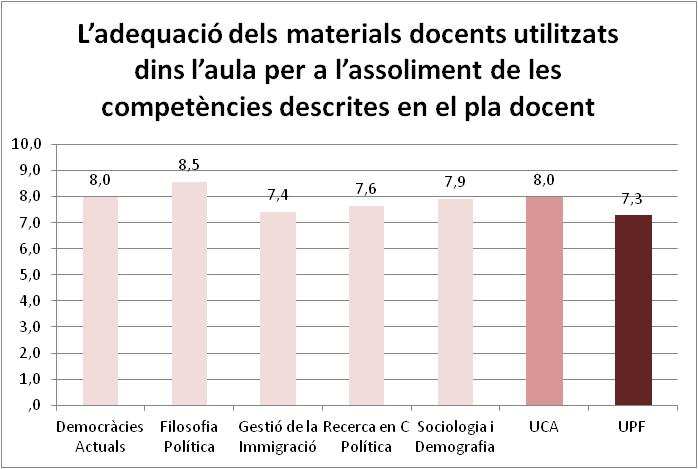 L’adequació dels materials docents utilitzats
dins l’aula per a l’assoliment de les
competències descrites en el pla docent
10,0
9,0
8,0
7,0
6,0
5,0
4,0
3,0
2,0
1,0
,0
8,0
8,5
7,4
7,6
7,9
8,0
7,3
Democràcies
Actuals
Filosofia
Política
Gestió de la
Immigració
Recerca en C
Política
Sociologia i
Demografia
UCA
UPF